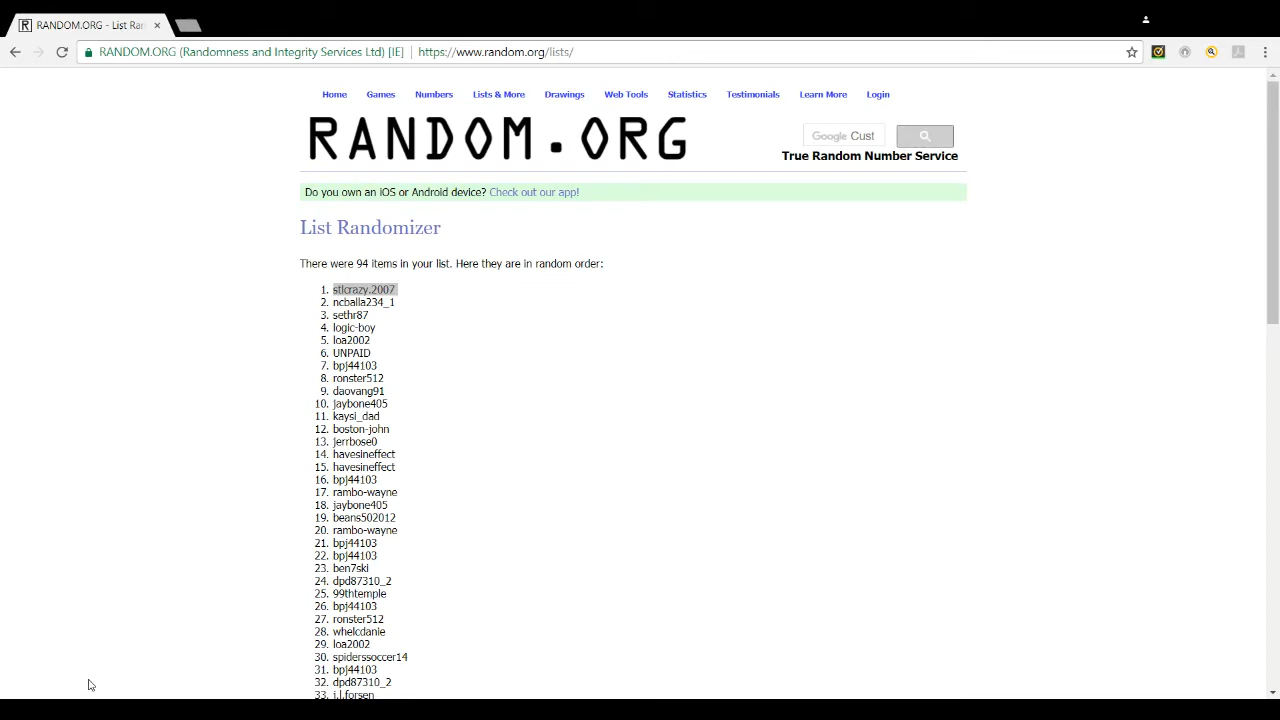 RANDOM.ORG - List Ran
RANDOM.ORG (Randomness and Integrity Services Ltd) [IE] https://www.random.org/lists/
Home Games Numbers Lists & More Drawings Web Tools Statistics Testimonials Learn More Login
RANDOM.ORG
Google Cust
True Random Number Service
Do you own an iOS or Android device? Check out our app!
List Randomizer
There were 94 items in your list. Here they are in random order:
1. stlcrazy.2007
2. ncballa234_1
3. sethr87
4. logic-boy
5. loa2002
6. UNPAID
7. bpj44103
8. ronster512
9. daovang91
10. jaybone405
11. kaysi_dad
12. boston-john
13. jerrbose0
14. havesineffect
15. havesineffect
16. bpj44103
17. rambo-wayne
18. jaybone405
19. beans502012
20. rambo-wayne
21. bpj44103
22. bpj44103
23. ben7ski
24. dpd87310_2
25. 99thtemple
26. bpj44103
27. ronster512
28. whelcdanie
29. loa2002
30. spiderssoccer14
31. bpj44103
32. dpd87310_2
33. i.l.forsen